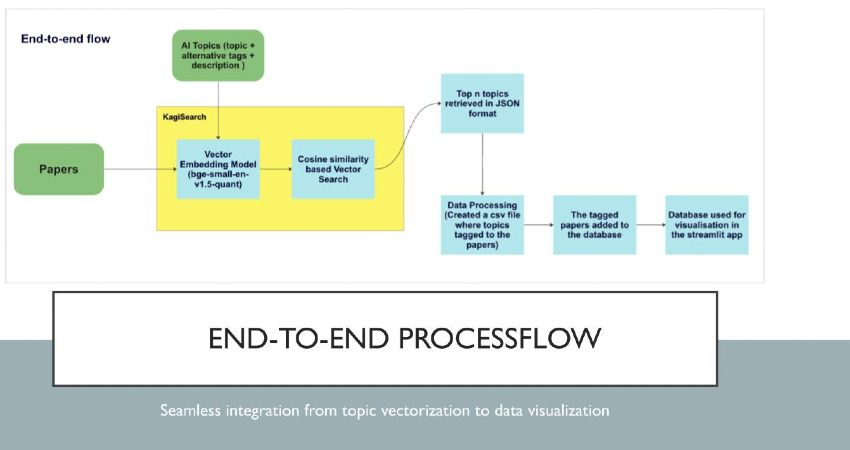 End-to-end flow
AI Topics (topic +
alternative tags +
description )
KagiSearch
Papers
Vector
Embedding Model
(bge-small-en-
v1.5-quant)
Cosine similarity
based Vector
Search
Top n topics
retrieved in JSON
format
Data Processing
(Created a csv file
where topics
tagged to the
papers)
The tagged
papers added to
the database
Database used for
visualisation in
the streamlit app
END-TO-END PROCESSFLOW
Seamless integration from topic vectorization to data visualization